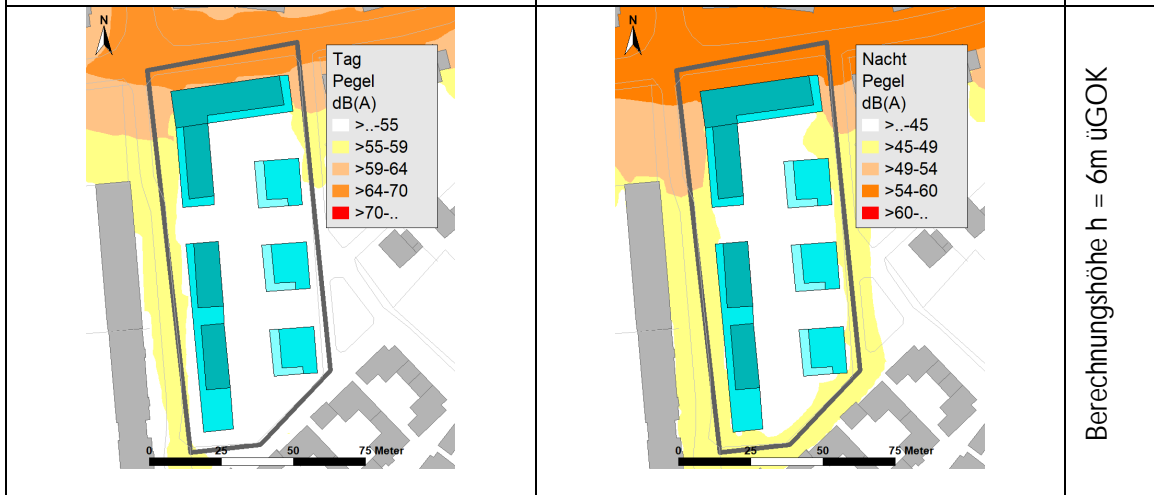 N
Tag
Pegel
dB(A)
>..-55
>55-59
>59-64
>64-70
>70-..
0 25 50 75 Meter
N
Nacht
Pegel
dB(A)
>..-45
>45-49
>49-54
>54-60
>60-..
0 25 50 75 Meter
Berechnungshöhe h = 6m üGOK